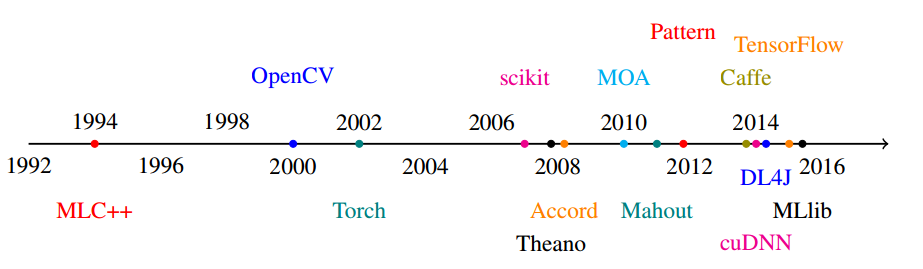 Pattern
TensorFlow
OpenCV scikit MOA Caffe
1994 1998 2002 2006 2010 2014
1992 1996 2000 2004 2008 2012 2016
DL4J
MLC++ Torch Accord Mahout MLlib
Theano cuDNN